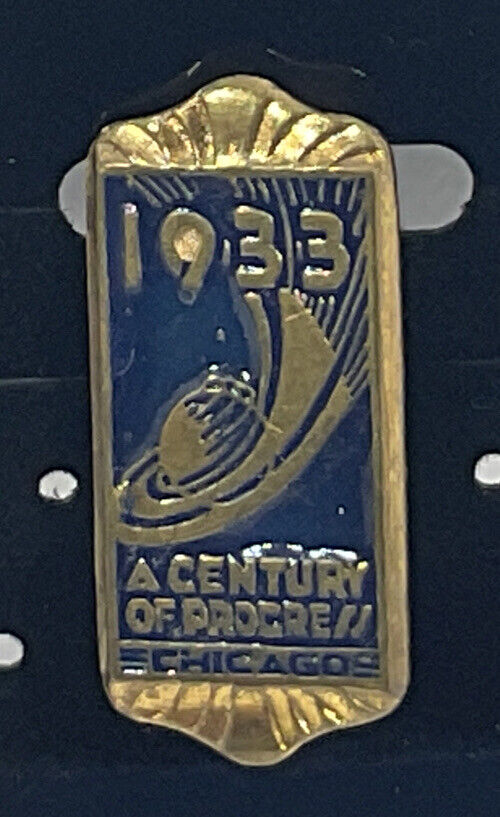 1933
A CENTURY
OF PROGRESS
CHICAGO